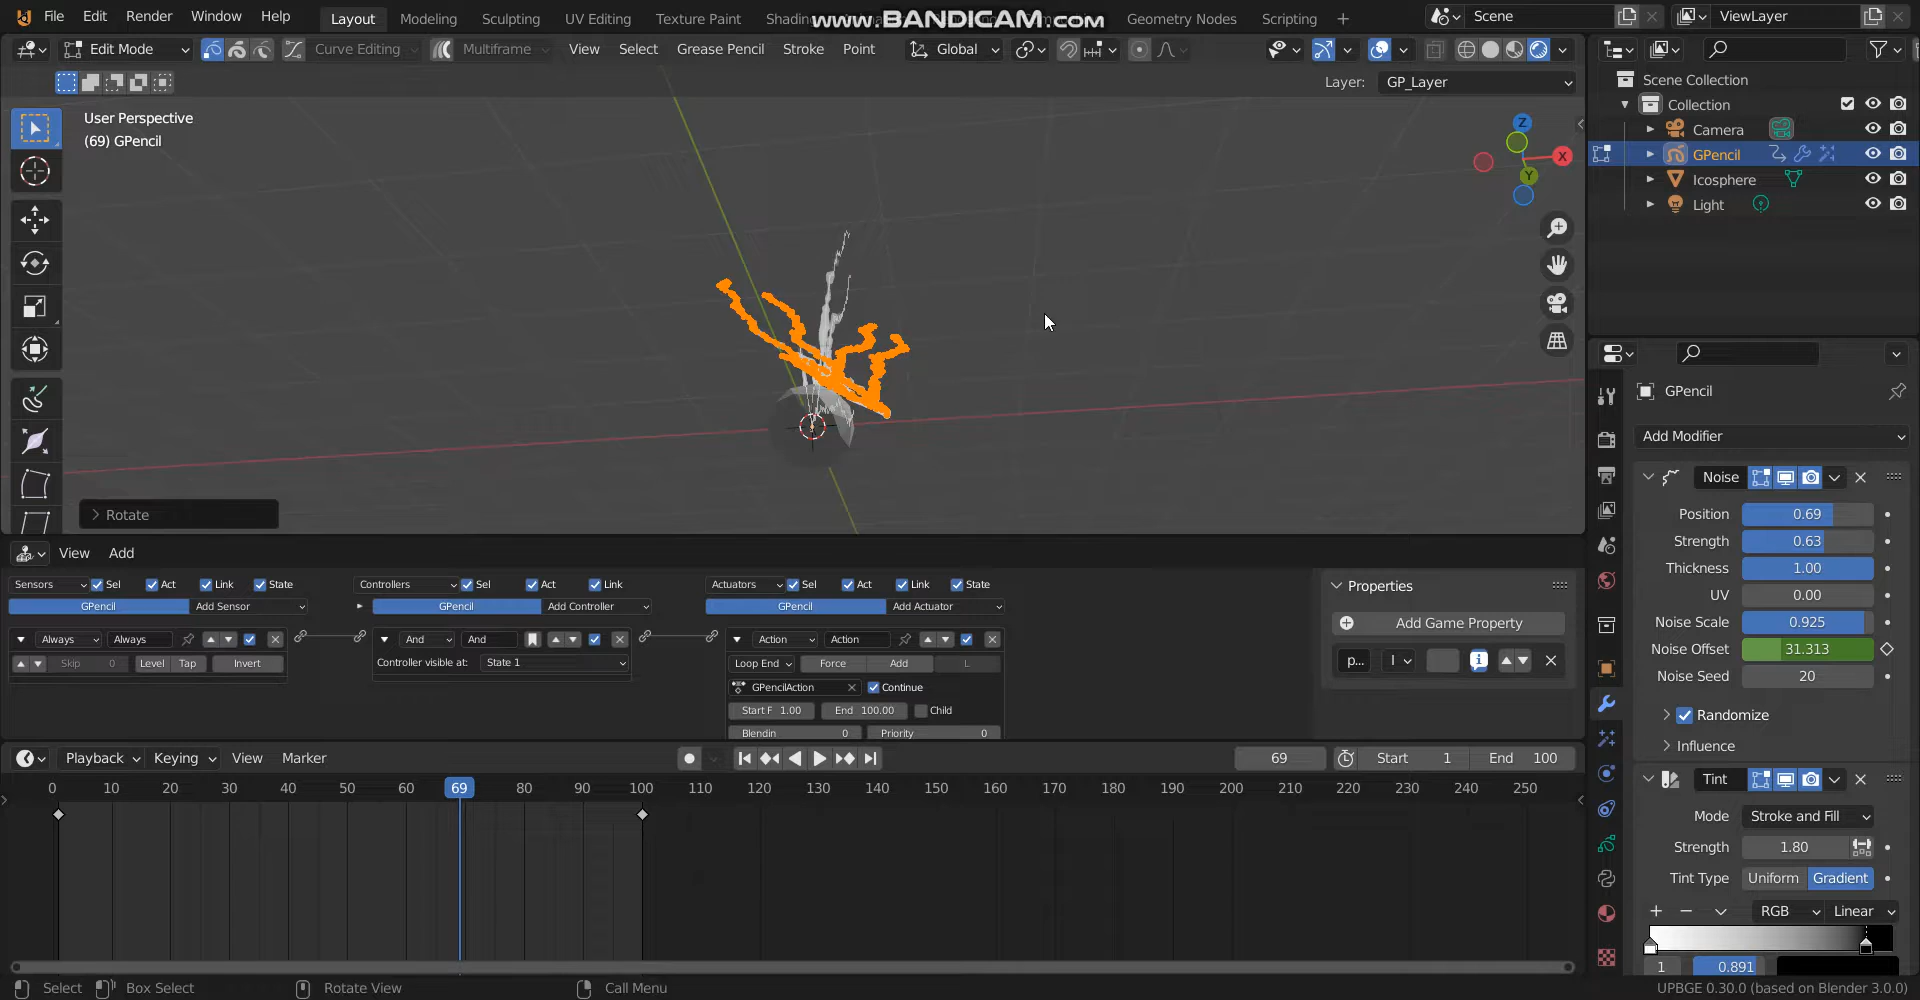 File Edit Render Window Help Layout Modeling Sculpting UV Editing Texture Paint Shading www.BANDICAM.com Geometry Nodes Scripting + Scene ViewLayer
Edit Mode Curve Editing Multiframe View Select Grease Pencil Stroke Point Global
Layer: GP_Layer
User Perspective
(69) GPencil
Z
X
Y
Rotate
Scene Collection
Collection
Camera
GPencil
Icosphere
Light
View Add
Sensors Sel Act Link State Controllers Sel Act Link Actuators Sel Act Link State
GPencil Add Sensor GPencil Add Controller GPencil Add Actuator
Always Always And And Action Action
Skip 0 Level Tap Invert Controller visible at: State 1 Loop End Force Add L
GPencilAction Continue
Start F 1.00 End 100.00 Child
Blendin 0 Priority 0
Properties
Add Game Property
p... I
Playback Keying View Marker 69 Start 1 End 100
0 10 20 30 40 50 60 69 80 90 100 110 120 130 140 150 160 170 180 190 200 210 220 230 240 250
GPencil
Add Modifier
Noise
Position 0.69
Strength 0.63
Thickness 1.00
UV 0.00
Noise Scale 0.925
Noise Offset 31.313
Noise Seed 20
Randomize
Influence
Tint
Mode Stroke and Fill
Strength 1.80
Tint Type Uniform Gradient
RGB Linear
1 0.891
Select Box Select Rotate View Call Menu UPBGE 0.30.0 (based on Blender 3.0.0)